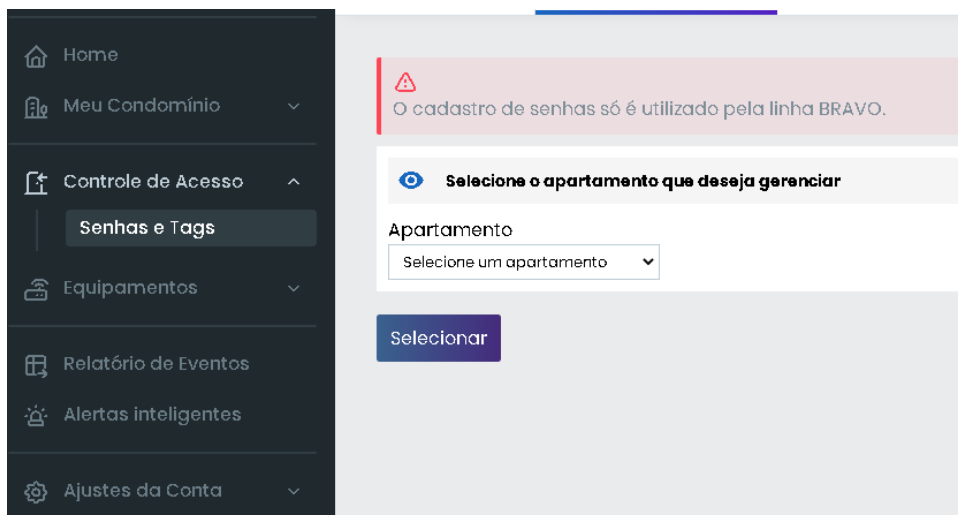 Home
Meu Condomínio
Controle de Acesso
Senhas e Tags
Equipamentos
Relatório de Eventos
Alertas inteligentes
Ajustes da Conta
O cadastro de senhas só é utilizado pela linha BRAVO.
Selecione o apartamento que deseja gerenciar
Apartamento
Selecione um apartamento
Selecionar